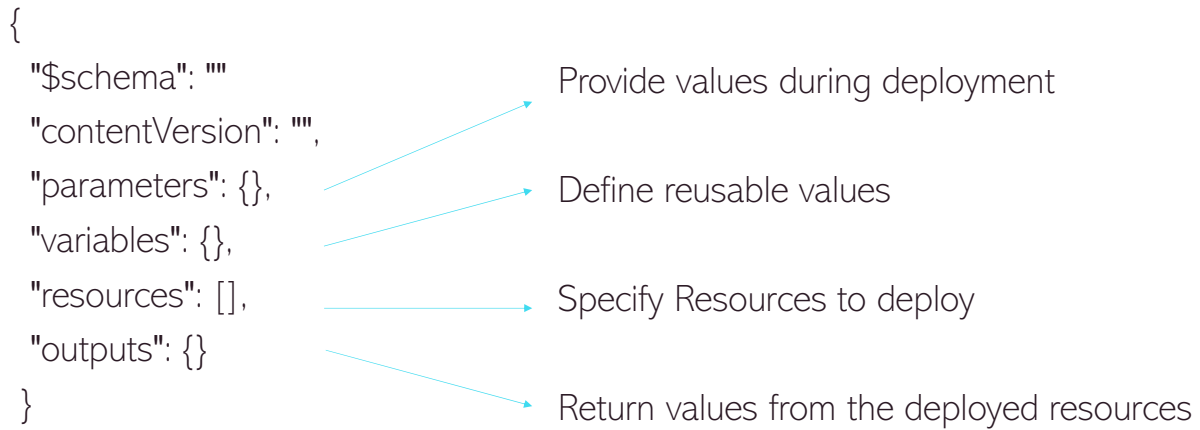 {
"$schema": ""
"contentVersion": "",
"parameters": {},
"variables": {},
"resources": [],
"outputs": {}
}
Provide values during deployment
Define reusable values
Specify Resources to deploy
Return values from the deployed resources